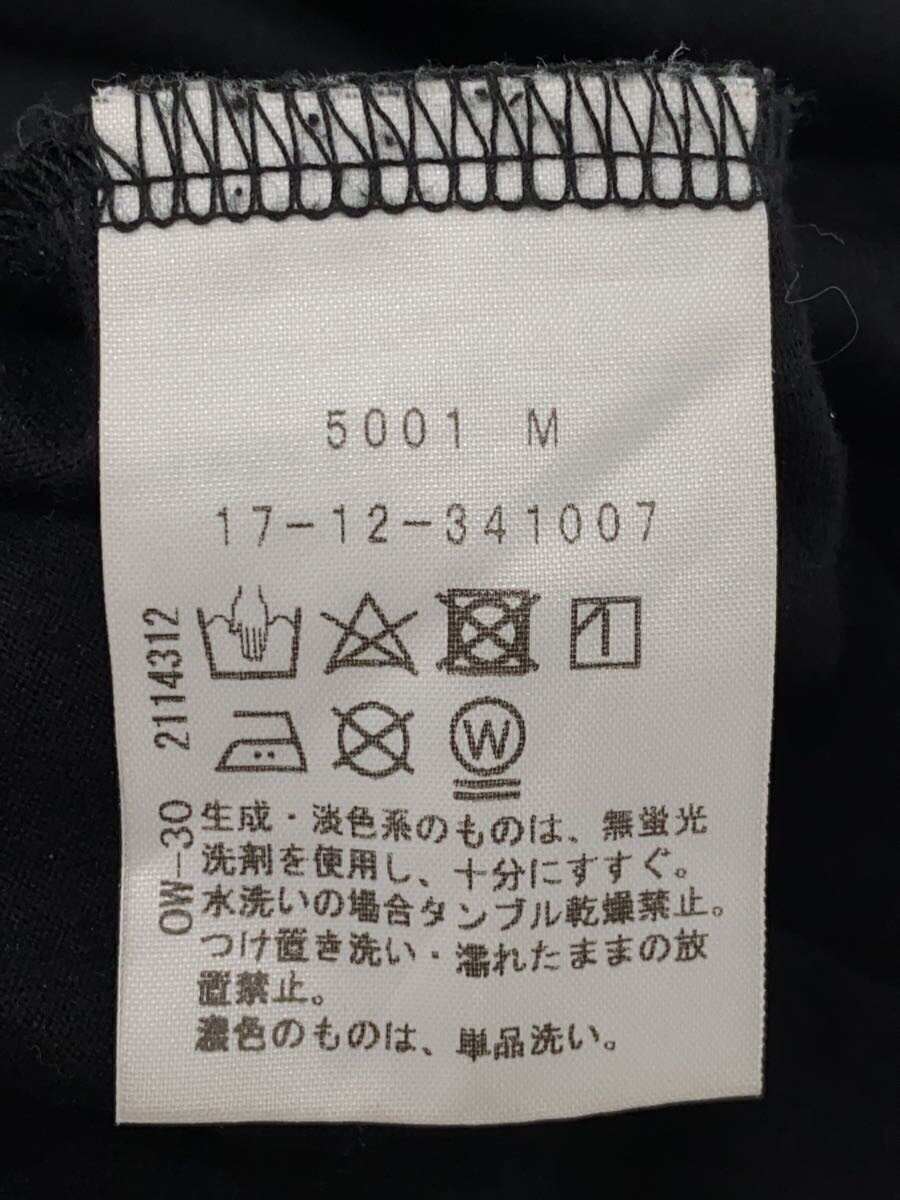 5001 M
17-12-341007
2114312
W
OW-30
生成・淡色系のものは、無蛍光
洗剤を使用し、十分にすすぐ。
水洗いの場合タンブル乾燥禁止。
つけ置き洗い・濡れたままの放
置禁止。
濃色のものは、単品洗い。